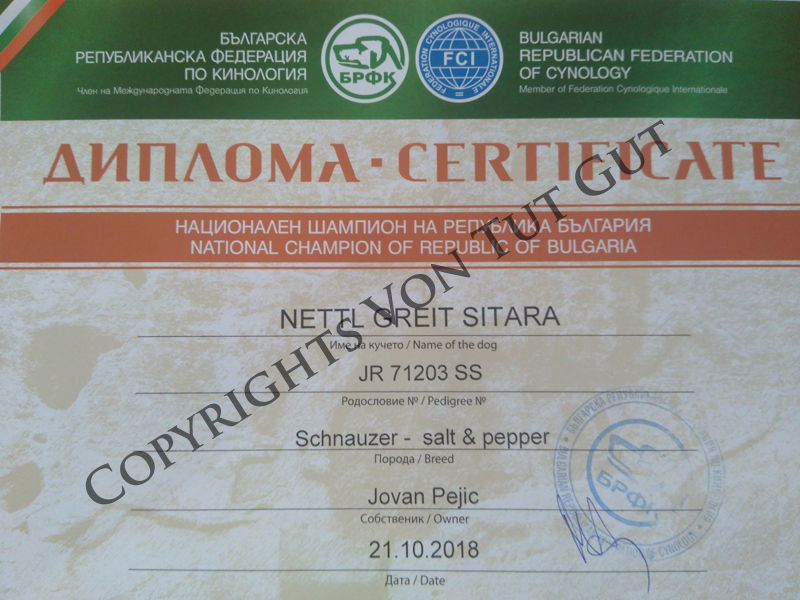 БЪЛГАРСКА
РЕПУБЛИКАНСКА ФЕДЕРАЦИЯ
ПО КИНОЛОГИЯ
Член на Международната Федерация по Кинология
БРФК
FEDERATION CYNOLOGIQUE INTERNATIONALE
FCI
BULGARIAN
REPUBLICAN FEDERATION
OF CYNOLOGY
Member of Federation Cynologique Internationale
ДИПЛОМА - CERTIFICATE
НАЦИОНАЛЕН ШАМПИОН НА РЕПУБЛИКА БЪЛГАРИЯ
NATIONAL CHAMPION OF REPUBLIC OF BULGARIA
NETTL GREIT SITARA
Име на кучето / Name of the dog
JR 71203 SS
Родословие № / Pedigree №
Schnauzer - salt & pepper
Порода / Breed
Jovan Pejic
Собственик / Owner
21.10.2018
Дата / Date
БРФК
COPYRIGHTS VON TUT GUT